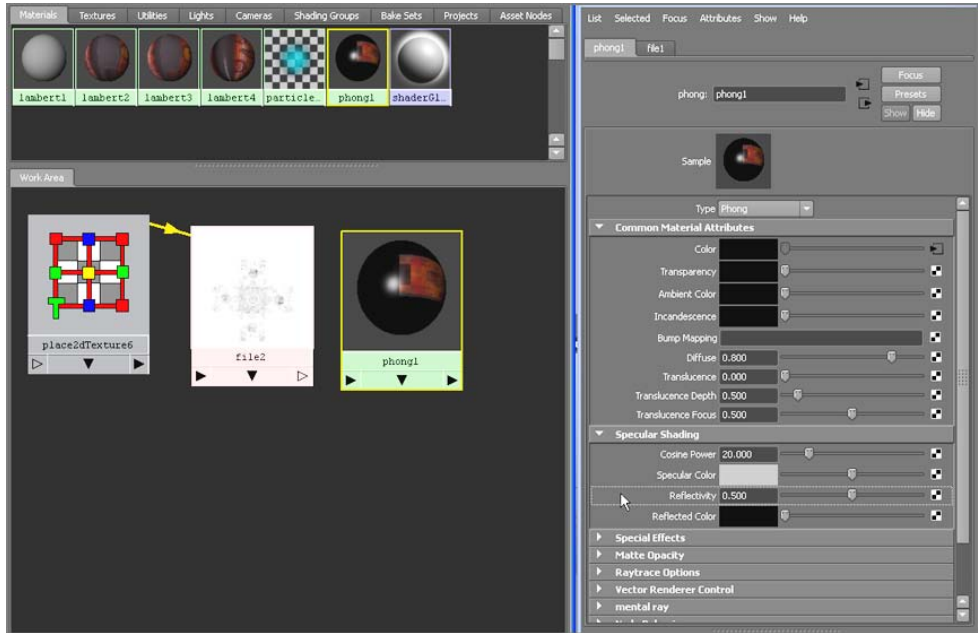 Materials Textures Utilities Lights Cameras Shading Groups Bake Sets Projects Asset Nodes
lambert1 lambert2 lambert3 lambert4 particle... phong1 shaderGl...
Work Area
place2dTexture6
file2
phong1
List Selected Focus Attributes Show Help
phong1 file1
phong: phong1
Focus
Presets
Show Hide
Sample
Type Phong
Common Material Attributes
Color
Transparency
Ambient Color
Incandescence
Bump Mapping
Diffuse 0.800
Translucence 0.000
Translucence Depth 0.500
Translucence Focus 0.500
Specular Shading
Cosine Power 20.000
Specular Color
Reflectivity 0.500
Reflected Color
Special Effects
Matte Opacity
Raytrace Options
Vector Renderer Control
mental ray